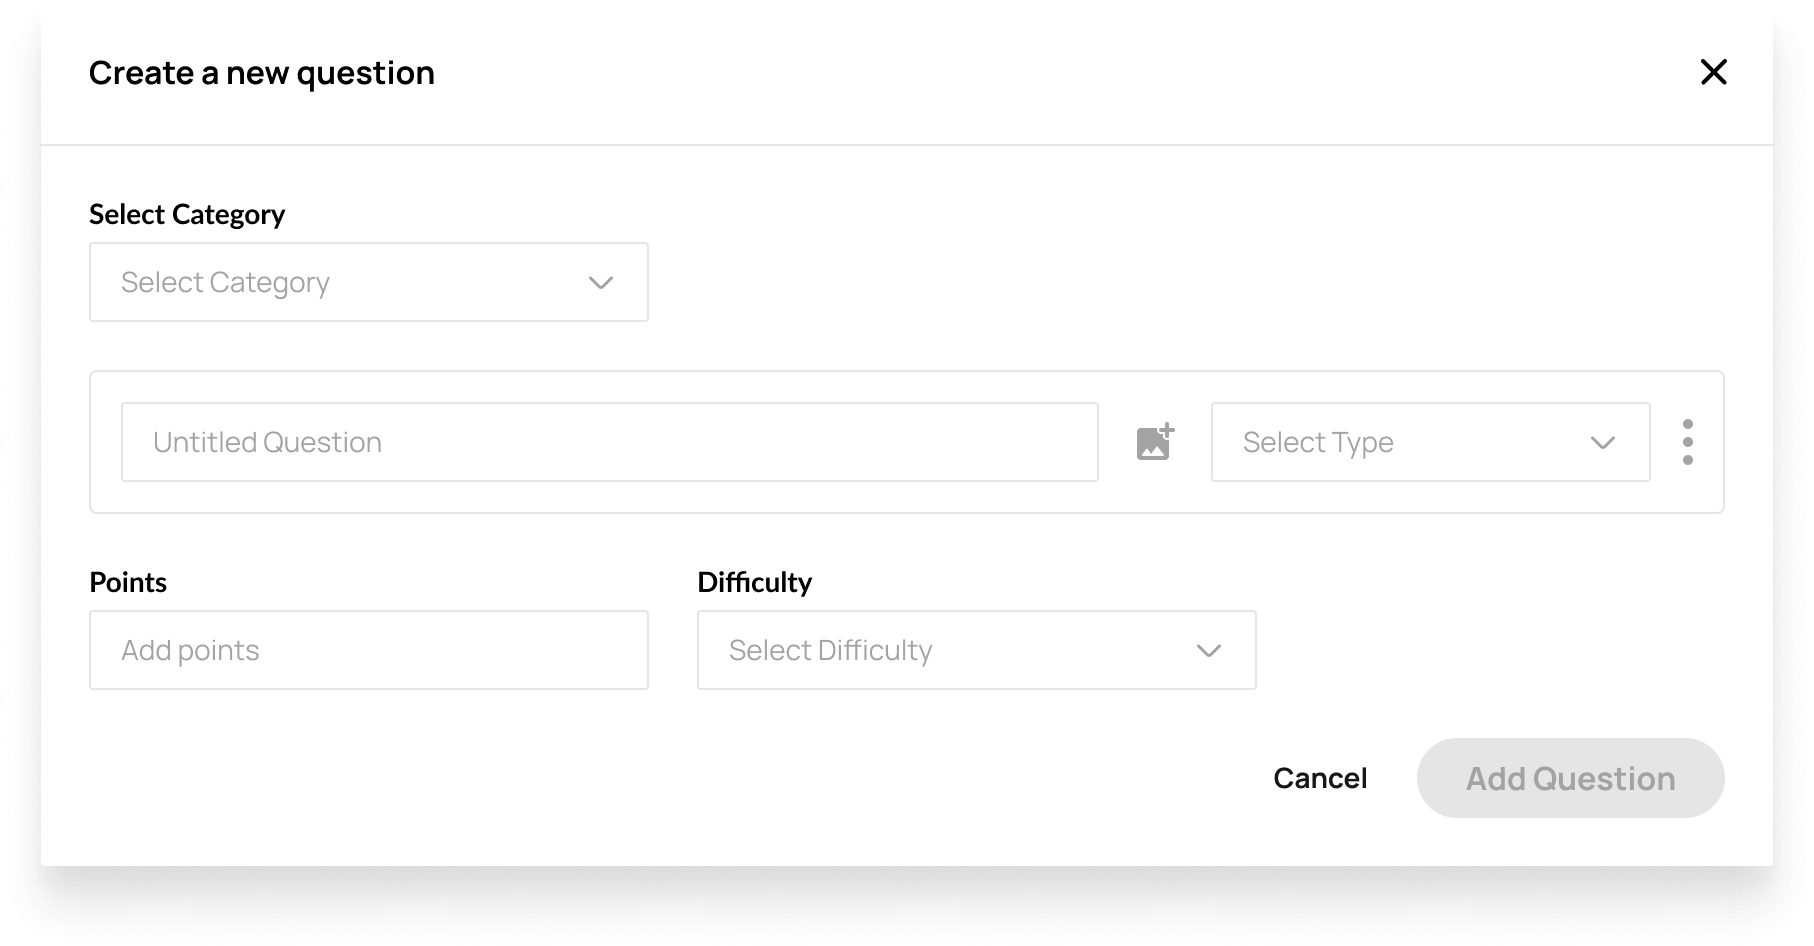 Create a new question
Select Category
Select Category
Untitled Question
Select Type
Points
Difficulty
Add points
Select Difficulty
Cancel
Add Question